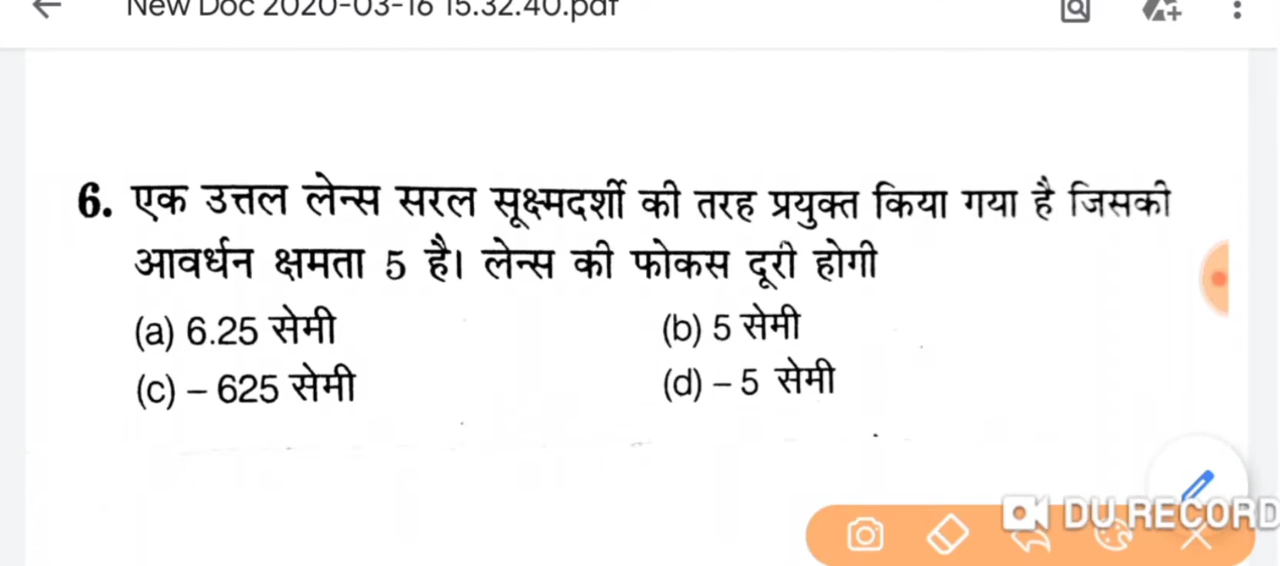 New Doc 2020-03-16 15.32.40.pdf
6. एक उत्तल लेन्स सरल सूक्ष्मदर्शी की तरह प्रयुक्त किया गया है जिसकी
आवर्धन क्षमता 5 है। लेन्स की फोकस दूरी होगी
(a) 6.25 सेमी (b) 5 सेमी
(c) – 625 सेमी (d) – 5 सेमी
DU RECORD